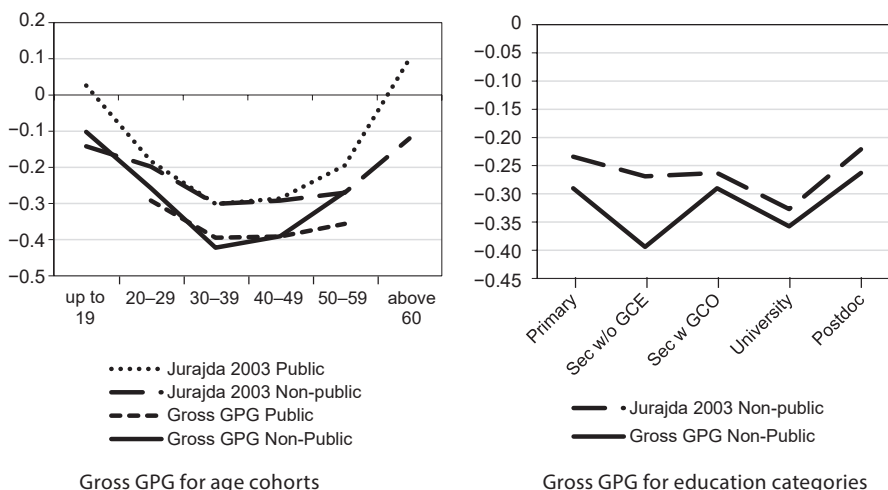 0.2
0.1
0
−0.1
−0.2
−0.3
−0.4
−0.5
up to 19
20–29
30–39
40–49
50–59
above 60
Jurajda 2003 Public
Jurajda 2003 Non-public
Gross GPG Public
Gross GPG Non-Public
Gross GPG for age cohorts
0
−0.05
−0.10
−0.15
−0.20
−0.25
−0.30
−0.35
−0.40
−0.45
Primary
Sec w/o GCE
Sec w GCO
University
Postdoc
Jurajda 2003 Non-public
Gross GPG Non-Public
Gross GPG for education categories